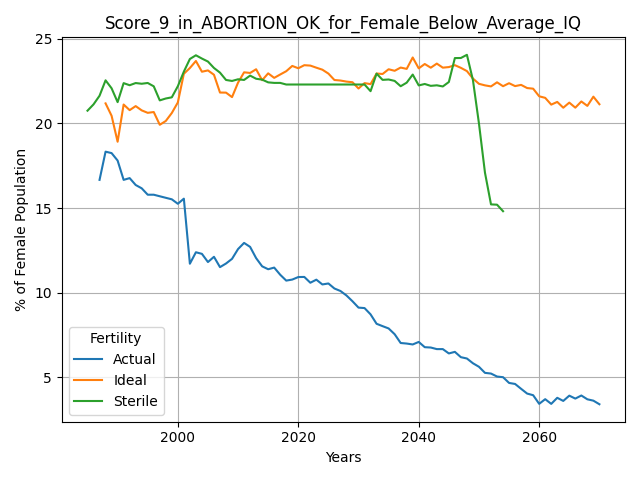 Score_9_in_ABORTION_OK_for_Female_Below_Average_IQ
% of Female Population
25
20
15
10
5
Fertility
Actual
Ideal
Sterile
2000
2020
2040
2060
Years